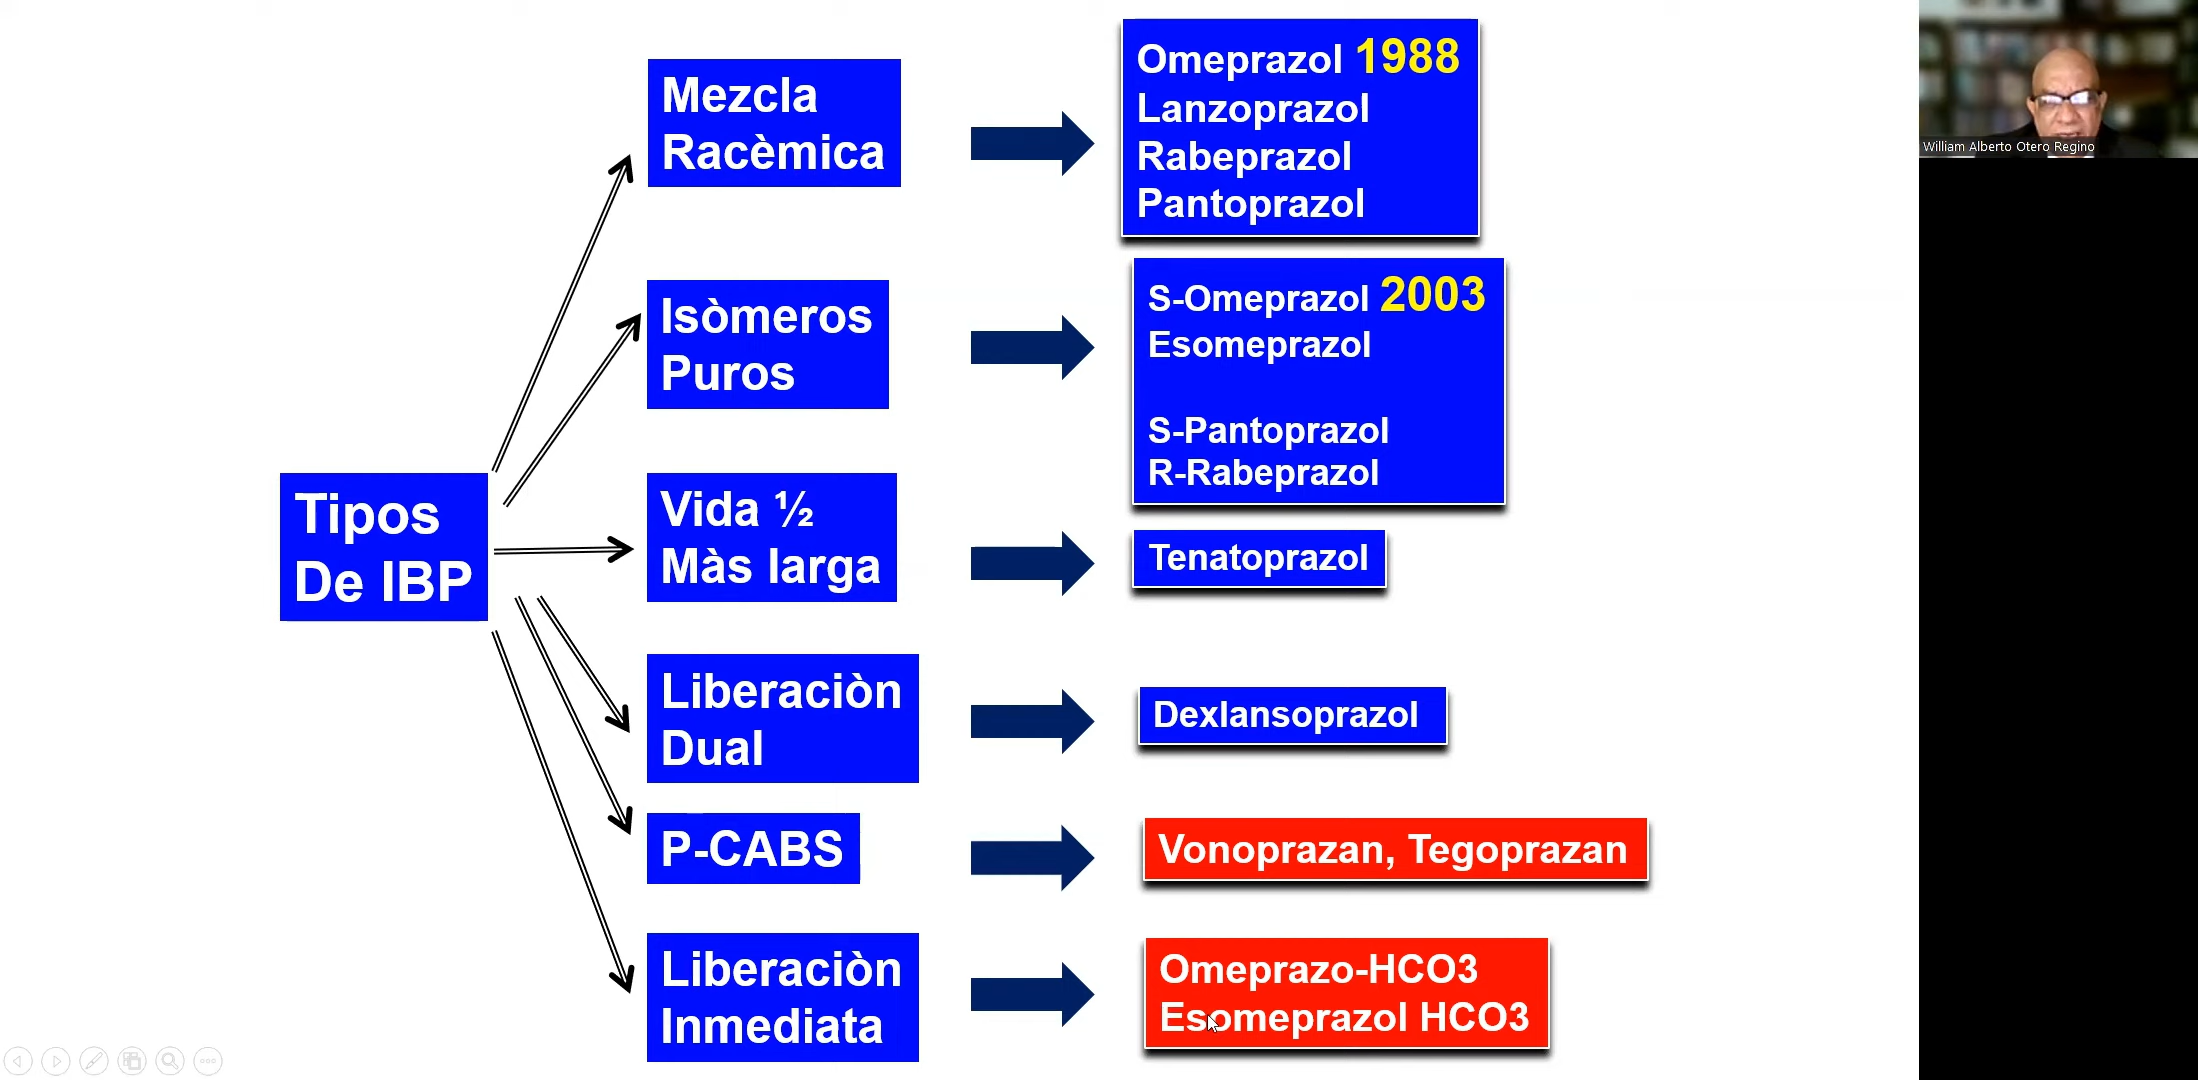 Tipos
De IBP
Mezcla
Racèmica
Omeprazol 1988
Lanzoprazol
Rabeprazol
Pantoprazol
Isòmeros
Puros
S-Omeprazol 2003
Esomeprazol
S-Pantoprazol
R-Rabeprazol
Vida ½
Màs larga
Tenatoprazol
Liberaciòn
Dual
Dexlansoprazol
P-CABS
Vonoprazan, Tegoprazan
Liberaciòn
Inmediata
Omeprazo-HCO3
Esomeprazol HCO3
William Alberto Otero Regino